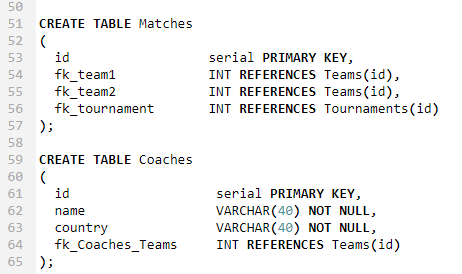 50
51 CREATE TABLE Matches
52 (
53   id                  serial PRIMARY KEY,
54   fk_team1            INT REFERENCES Teams(id),
55   fk_team2            INT REFERENCES Teams(id),
56   fk_tournament       INT REFERENCES Tournaments(id)
57 );
58
59 CREATE TABLE Coaches
60 (
61   id                   serial PRIMARY KEY,
62   name                 VARCHAR(40) NOT NULL,
63   country              VARCHAR(40) NOT NULL,
64   fk_Coaches_Teams     INT REFERENCES Teams(id)
65 );